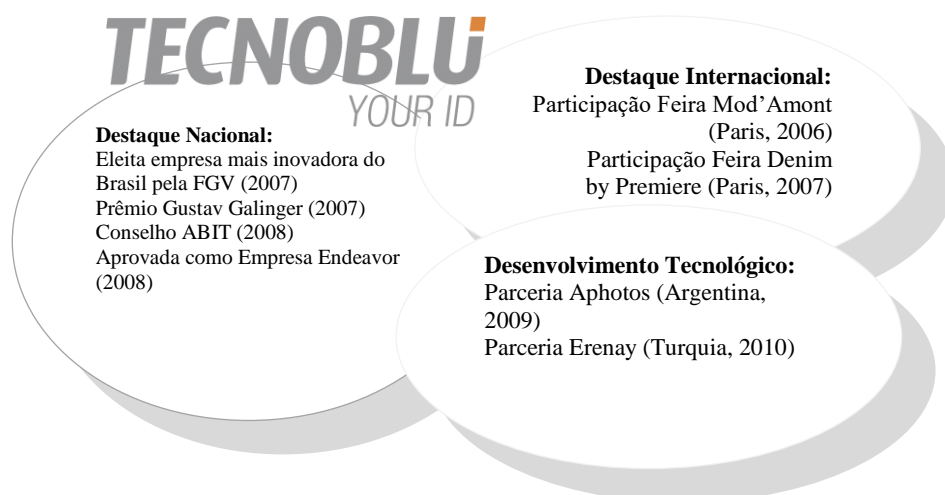 TECNOBLU
YOUR ID
Destaque Nacional:
Eleita empresa mais inovadora do
Brasil pela FGV (2007)
Prêmio Gustav Galinger (2007)
Conselho ABIT (2008)
Aprovada como Empresa Endeavor
(2008)
Destaque Internacional:
Participação Feira Mod’Amont
(Paris, 2006)
Participação Feira Denim
by Premiere (Paris, 2007)
Desenvolvimento Tecnológico:
Parceria Aphotos (Argentina,
2009)
Parceria Erenay (Turquia, 2010)